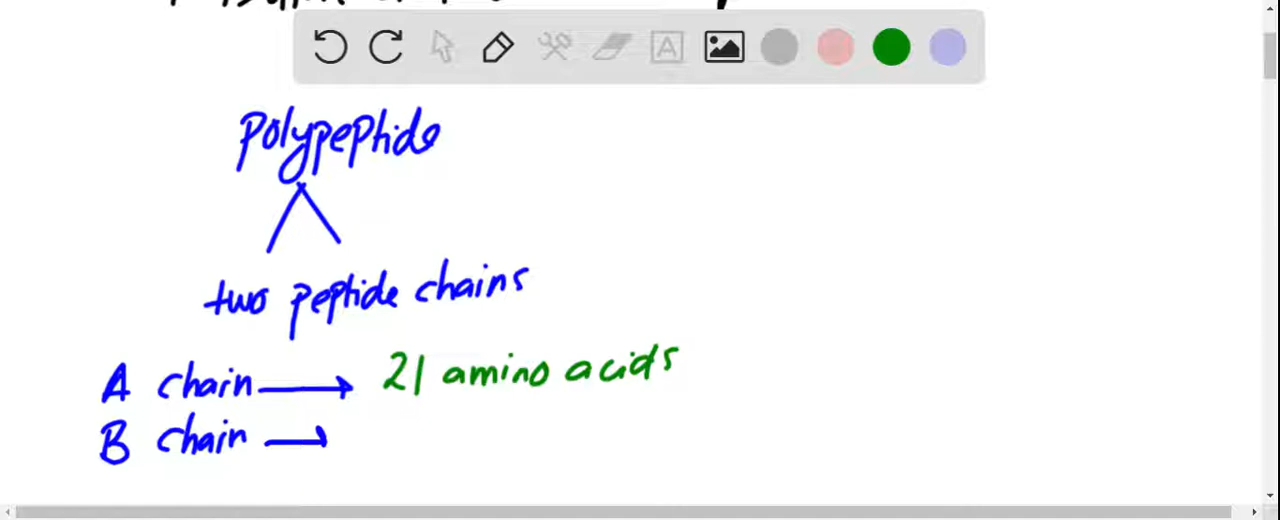 Polypeptide
two peptide chains
A chain → 21 amino acids
B chain →